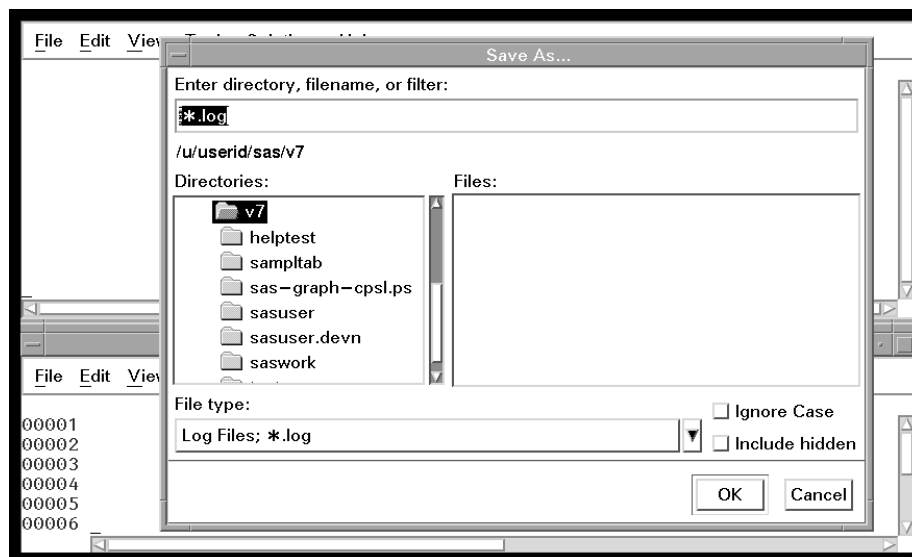 File Edit View
Save As...
Enter directory, filename, or filter:
*.log
/u/userid/sas/v7
Directories:
Files:
v7
helptest
sampltab
sas-graph-cpsl.ps
sasuser
sasuser.devn
saswork
File Edit View
File type:
Log Files; *.log
Ignore Case
Include hidden
OK
Cancel
00001
00002
00003
00004
00005
00006